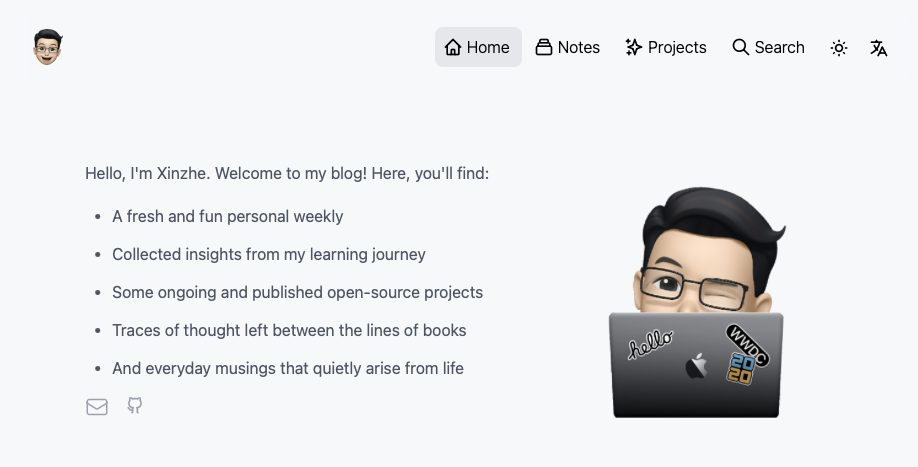 Home Notes Projects Search
Hello, I'm Xinzhe. Welcome to my blog! Here, you'll find:
• A fresh and fun personal weekly
• Collected insights from my learning journey
• Some ongoing and published open-source projects
• Traces of thought left between the lines of books
• And everyday musings that quietly arise from life
hello
WWDC
20
20